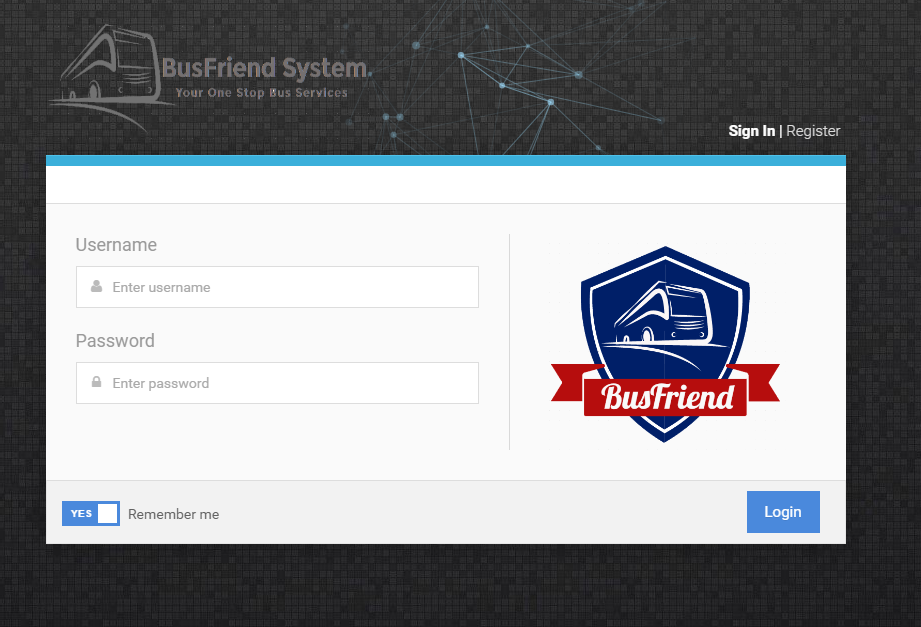 BusFriend System
Your One Stop Bus Services
Sign In | Register
Username
Enter username
Password
Enter password
BusFriend
YES
Remember me
Login